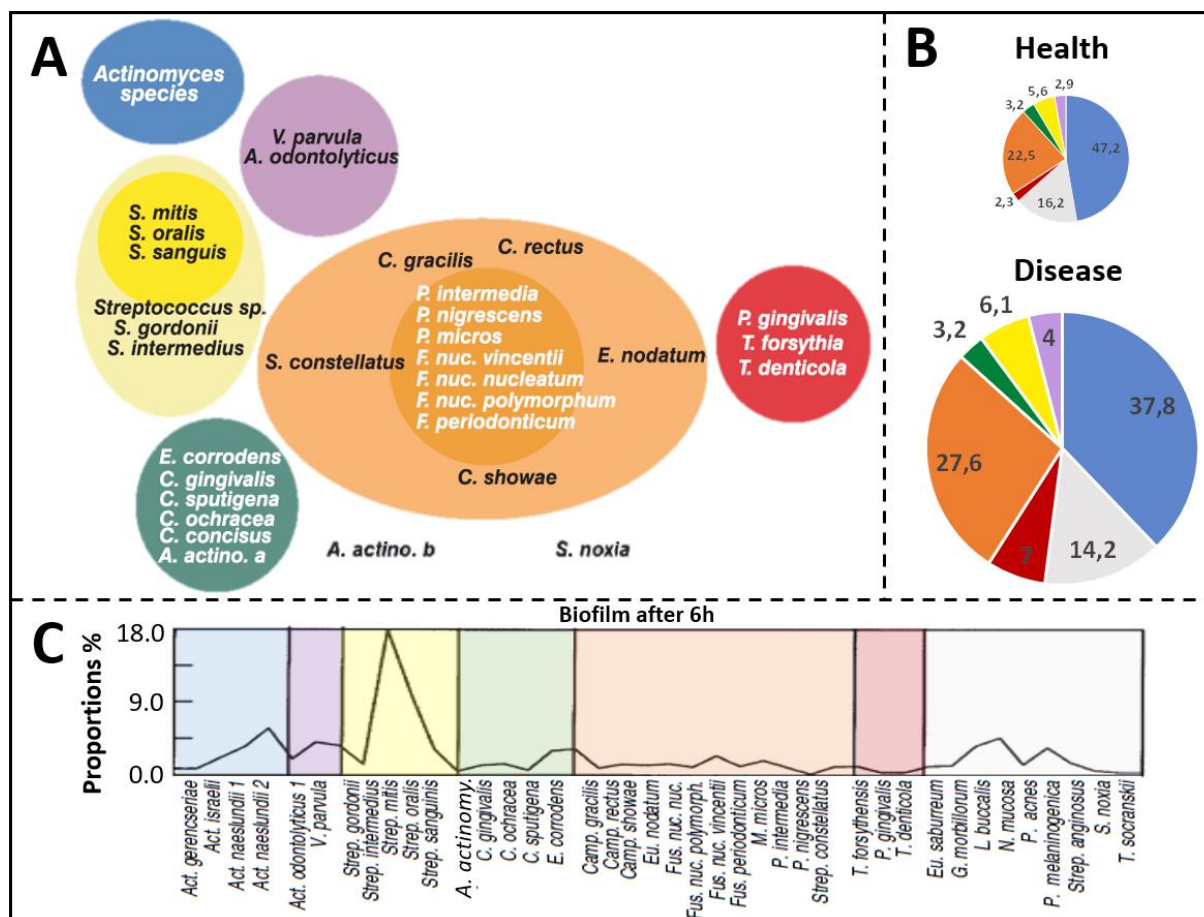 A
Actinomyces
species
V. parvula
A. odontolyticus
S. mitis
S. oralis
S. sanguis
Streptococcus sp.
S. gordonii
S. intermedius
E. corrodens
C. gingivalis
C. sputigena
C. ochracea
C. concisus
A. actino. a
C. gracilis
C. rectus
P. intermedia
P. nigrescens
P. micros
F. nuc. vincentii
F. nuc. nucleatum
F. nuc. polymorphum
F. periodonticum
S. constellatus
E. nodatum
C. showae
P. gingivalis
T. forsythia
T. denticola
A. actino. b
S. noxia
B
Health
2,9
5,6
3,2
47,2
22,5
2,3
16,2
Disease
6,1
4
3,2
37,8
27,6
7
14,2
C
Biofilm after 6h
Proportions %
18.0
9.0
0.0
Act. gerencseriae
Act. israelii
Act. naeslundii 1
Act. naeslundii 2
Act. odontolyticus 1
V. parvula
Strep. gordonii
Strep. intermedius
Strep. mitis
Strep. oralis
Strep. sanguinis
A. actinomy.
C. gingivalis
C. ochracea
C. sputigena
E. corrodens
Camp. gracilis
Camp. rectus
Camp. showae
Eu. nodatum
Fus. nuc. nuc.
Fus. nuc. polymorph.
Fus. nuc. vincentii
Fus. periodonticum
M. micros
P. intermedia
P. nigrescens
Strep. constellatus
T. forsythensis
P. gingivalis
T. denticola
Eu. saburreum
G. morbillorum
L. buccalis
N. mucosa
P. acnes
P. melaninogenica
Strep. anginosus
S. noxia
T. socranskii